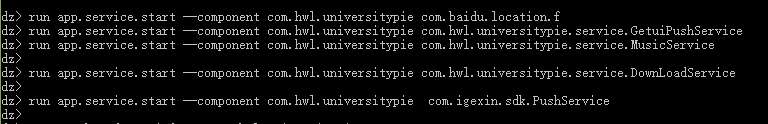 dz> run app.service.start --component com.hwl.universitypie com.baidu.location.f
dz> run app.service.start --component com.hwl.universitypie com.hwl.universitypie.service.GetuiPushService
dz> run app.service.start --component com.hwl.universitypie com.hwl.universitypie.service.MusicService
dz>
dz> run app.service.start --component com.hwl.universitypie com.hwl.universitypie.service.DownLoadService
dz>
dz> run app.service.start --component com.hwl.universitypie  com.igexin.sdk.PushService
dz>